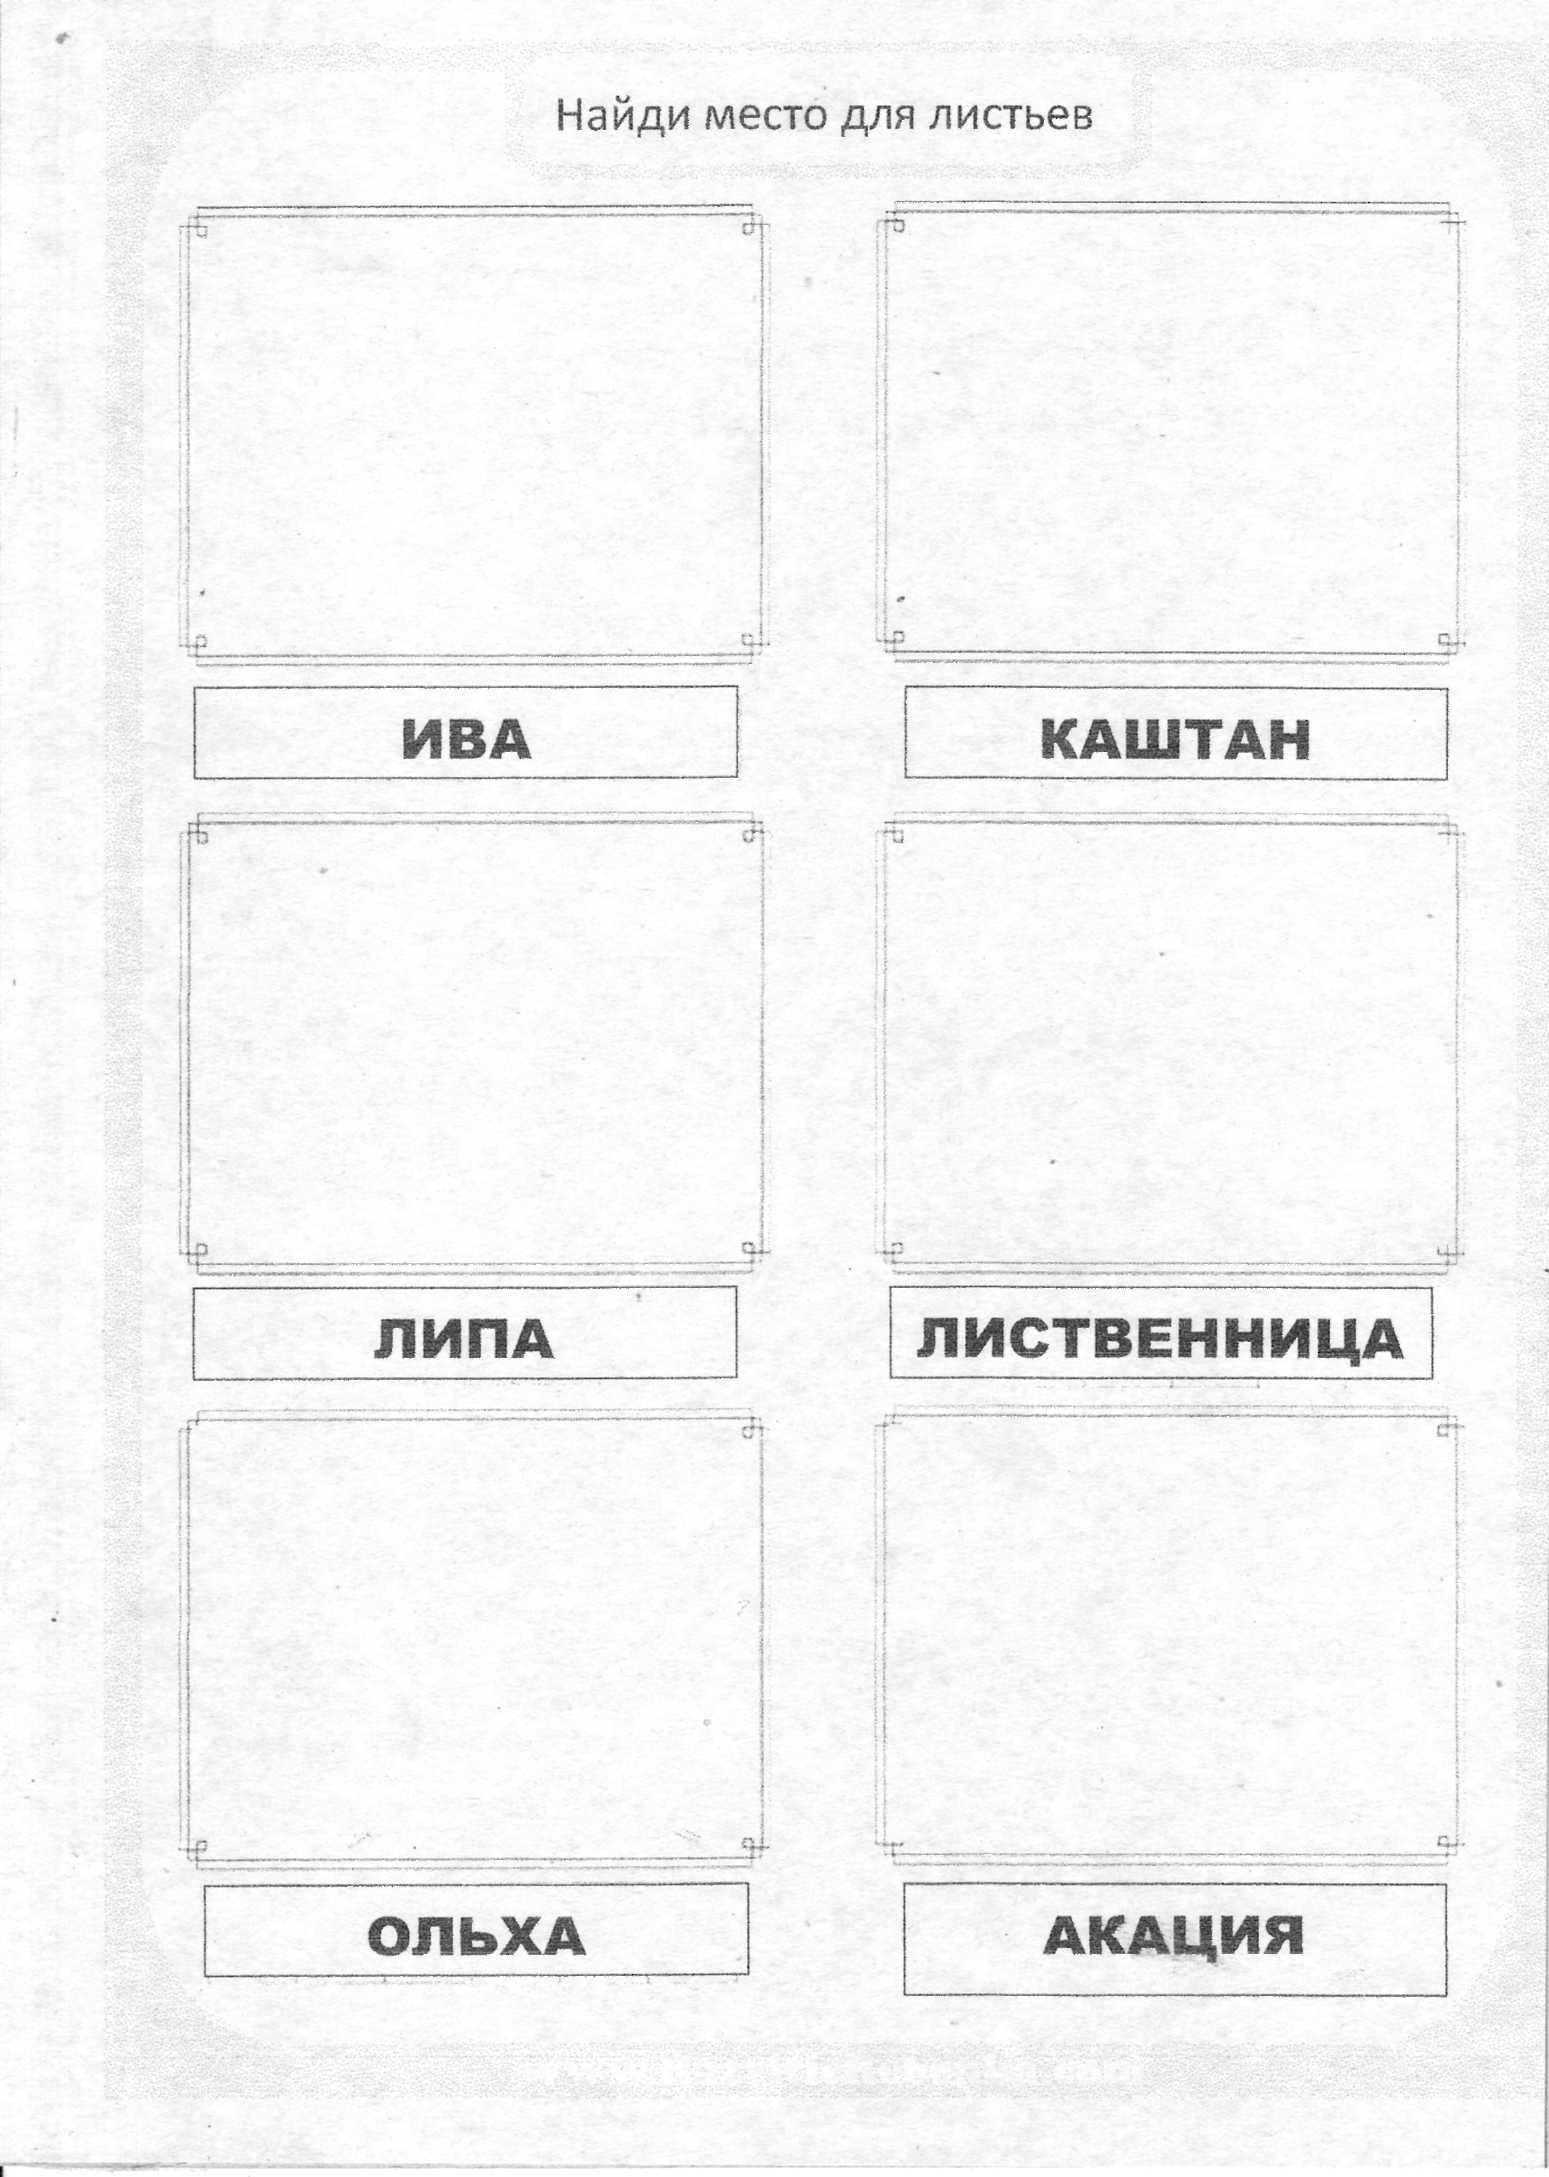 Найди место для листьев
ИВА
КАШТАН
ЛИПА
ЛИСТВЕННИЦА
ОЛЬХА
АКАЦИЯ